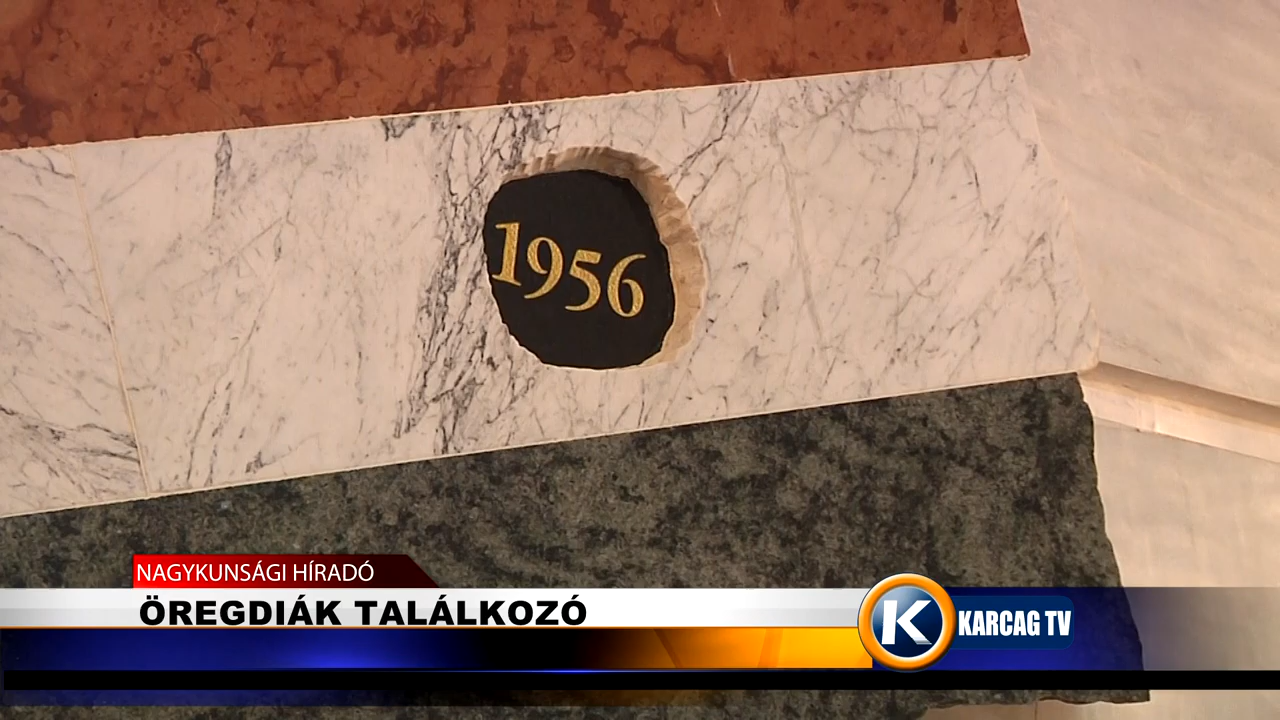 1956
NAGYKUNSÁGI HÍRADÓ
ÖREGDIÁK TALÁLKOZÓ
K KARCAG TV